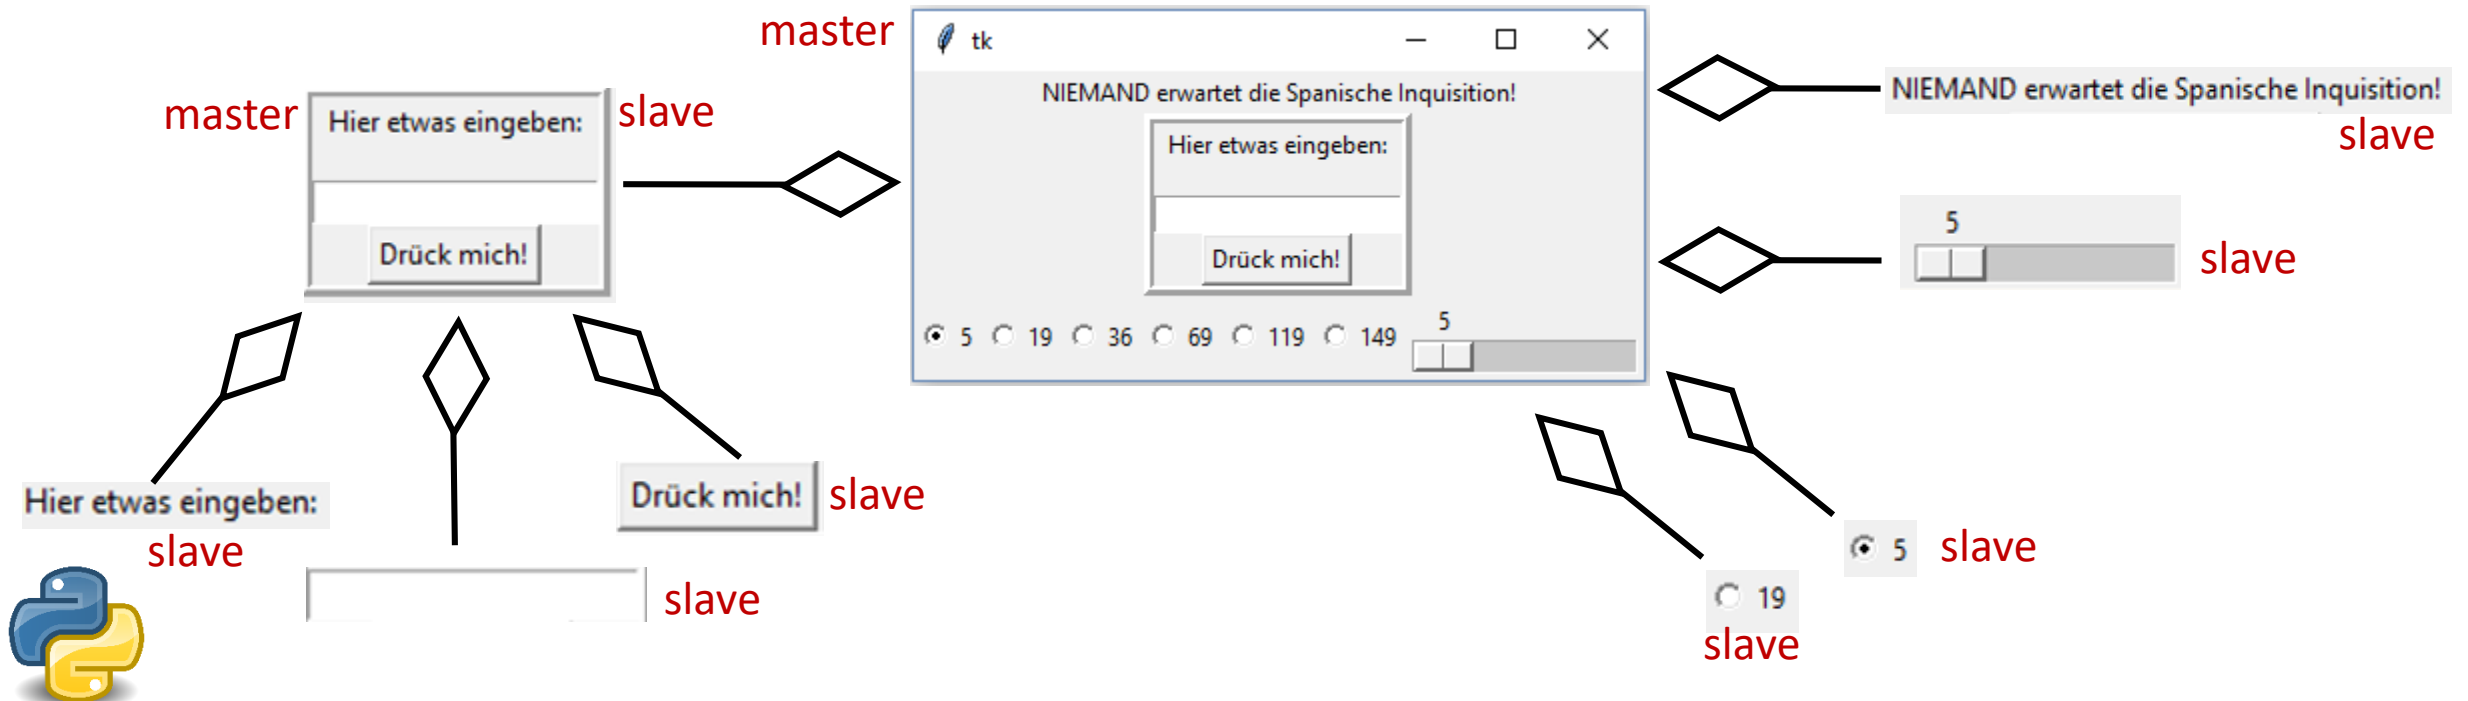 master
tk
NIEMAND erwartet die Spanische Inquisition!
Hier etwas eingeben:
Drück mich!
5 19 36 69 119 149
5
master
Hier etwas eingeben:
slave
Drück mich!
Hier etwas eingeben:
slave
slave
Drück mich!
slave
NIEMAND erwartet die Spanische Inquisition!
slave
5
slave
5
slave
19
slave